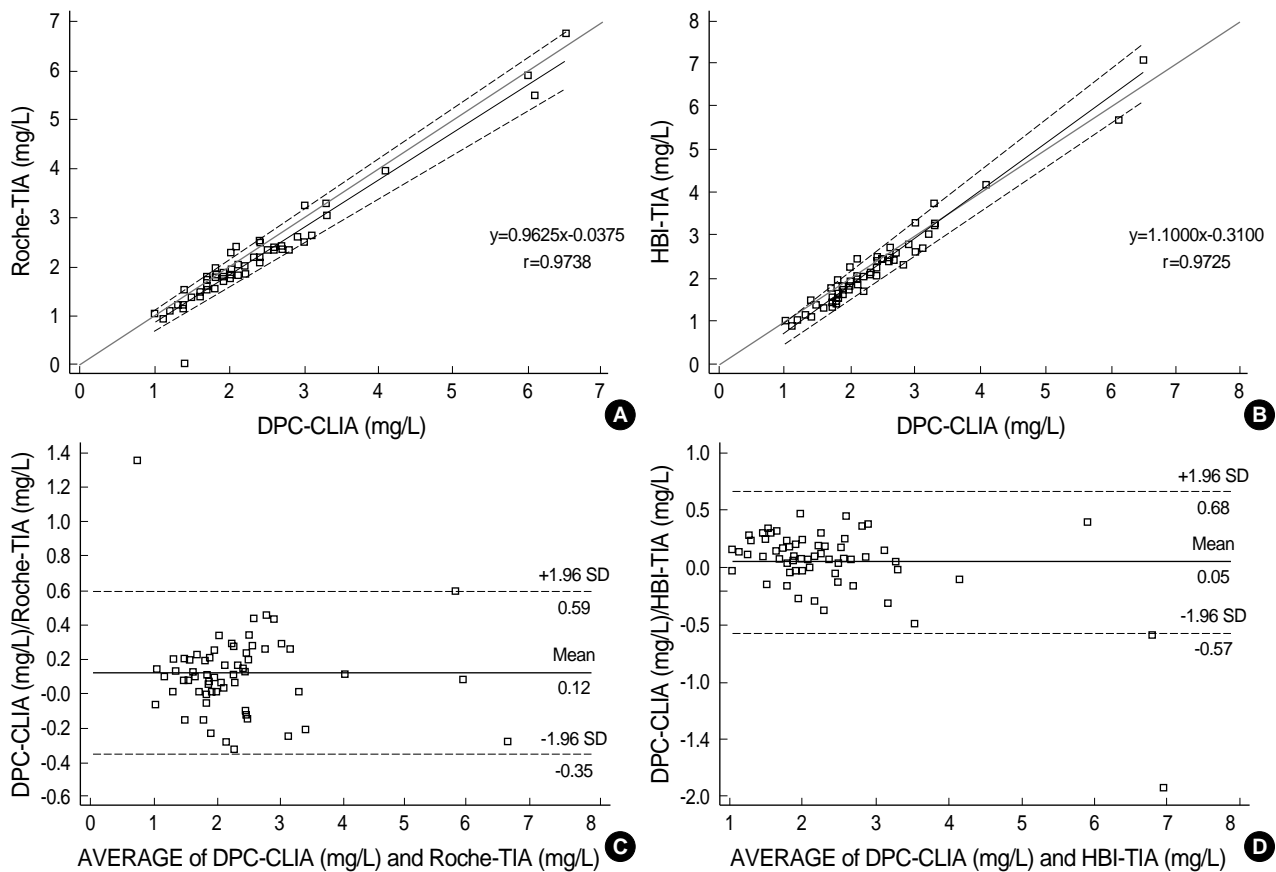 7
6
5
4
3
2
1
0
Roche-TIA (mg/L)
y=0.9625x-0.0375
r=0.9738
0 1 2 3 4 5 6 7
DPC-CLIA (mg/L)
A
8
7
6
5
4
3
2
1
0
HBI-TIA (mg/L)
y=1.1000x-0.3100
r=0.9725
0 1 2 3 4 5 6 7 8
DPC-CLIA (mg/L)
B
1.4
1.2
1.0
0.8
0.6
0.4
0.2
-0.0
-0.2
-0.4
-0.6
DPC-CLIA (mg/L)/Roche-TIA (mg/L)
+1.96 SD
0.59
Mean
0.12
-1.96 SD
-0.35
0 1 2 3 4 5 6 7 8
AVERAGE of DPC-CLIA (mg/L) and Roche-TIA (mg/L)
C
1.0
0.5
0.0
-0.5
-1.0
-1.4
-2.0
DPC-CLIA (mg/L)/HBI-TIA (mg/L)
+1.96 SD
0.68
Mean
0.05
-1.96 SD
-0.57
1 2 3 4 5 6 7 8
AVERAGE of DPC-CLIA (mg/L) and HBI-TIA (mg/L)
D